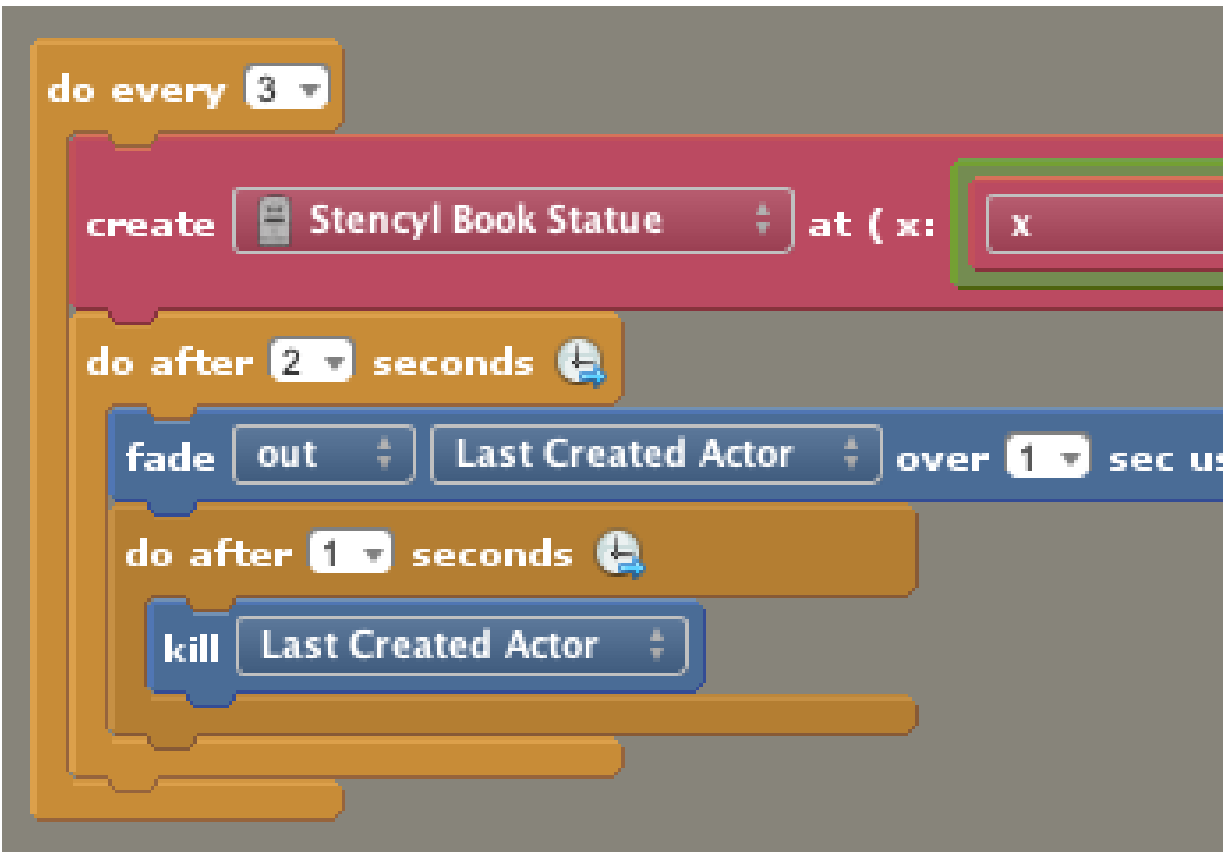 do every 3
create Stencyl Book Statue at ( x: x
do after 2 seconds
fade out Last Created Actor over 1 sec us
do after 1 seconds
kill Last Created Actor